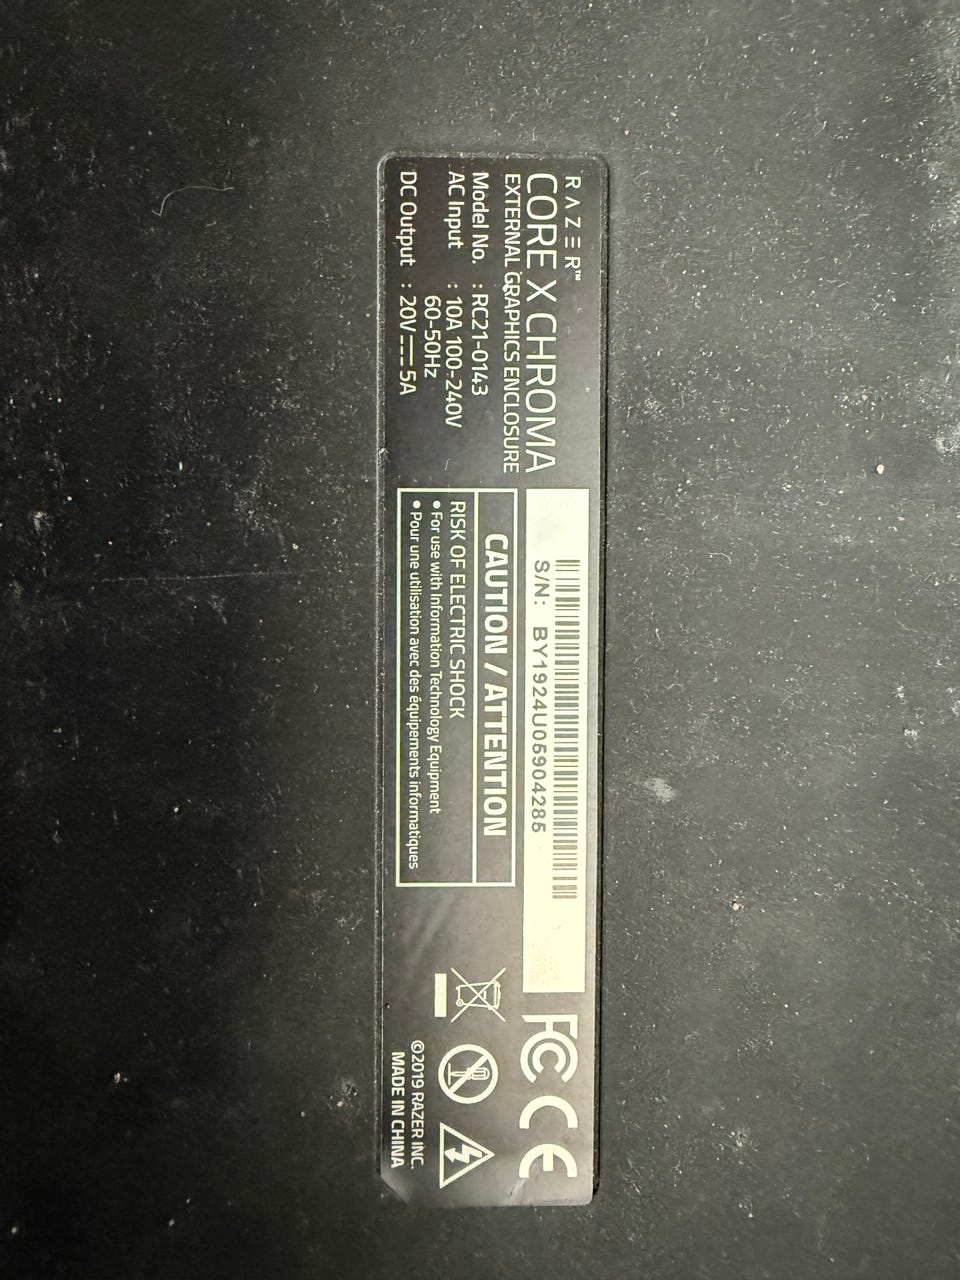 RAZER™
CORE X CHROMA
EXTERNAL GRAPHICS ENCLOSURE
Model No. : RC21-0143
AC Input : 10A 100-240V
60-50Hz
DC Output : 20V⎓5A
S/N: BY1924U05904285
CAUTION / ATTENTION
RISK OF ELECTRIC SHOCK
• For use with Information Technology Equipment
• Pour une utilisation avec des équipements informatiques
FC CE
©2019 RAZER INC.
MADE IN CHINA